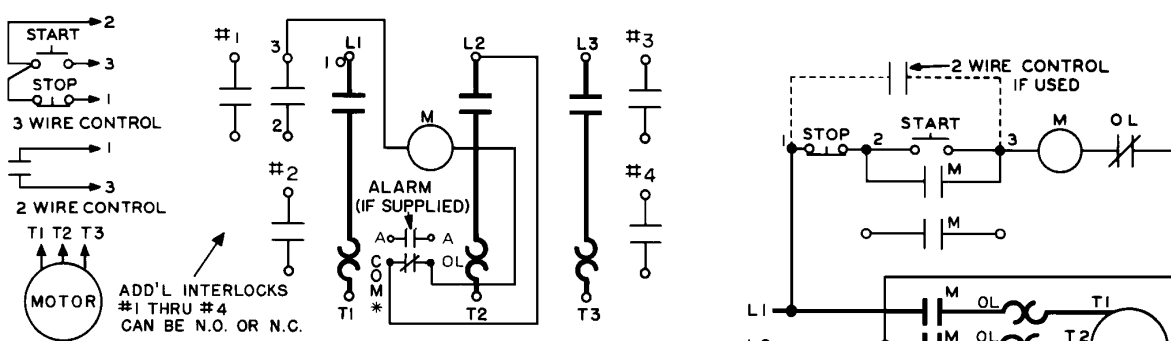 2
START
3
STOP
1
3 WIRE CONTROL
1
3
2 WIRE CONTROL
T1 T2 T3
MOTOR
ADD'L INTERLOCKS
#1 THRU #4
CAN BE N.O. OR N.C.
#1
3
2
#2
L1
1
L2
L3
#3
#4
M
ALARM
(IF SUPPLIED)
A
A
COM*
OL
T1
T2
T3
2 WIRE CONTROL
IF USED
1
STOP
2
START
3
M
OL
M
M
L1
M
OL
T1
M
OL
T2